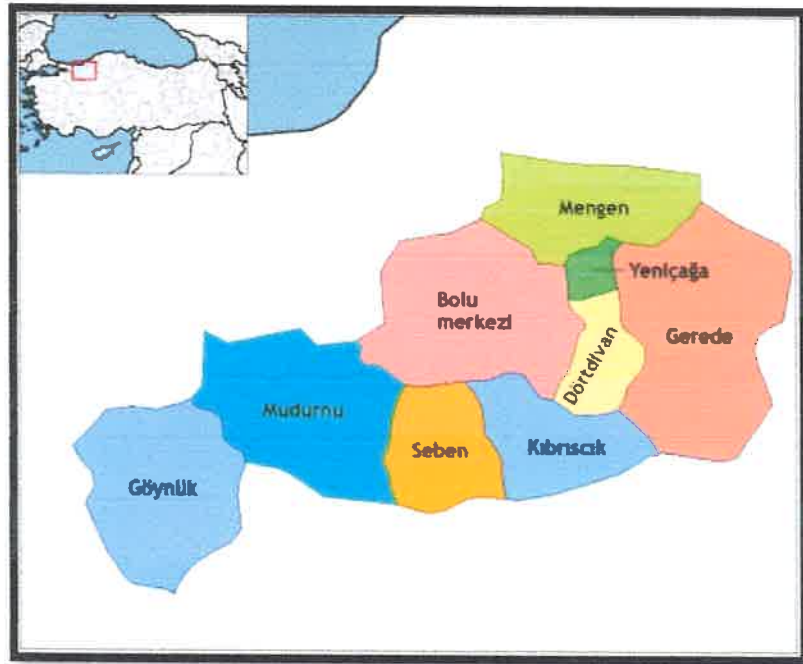 Mengen
Yeniçağa
Bolu
merkezi
Gerede
Dörtdivan
Mudurnu
Seben
Kıbrıscık
Göynük